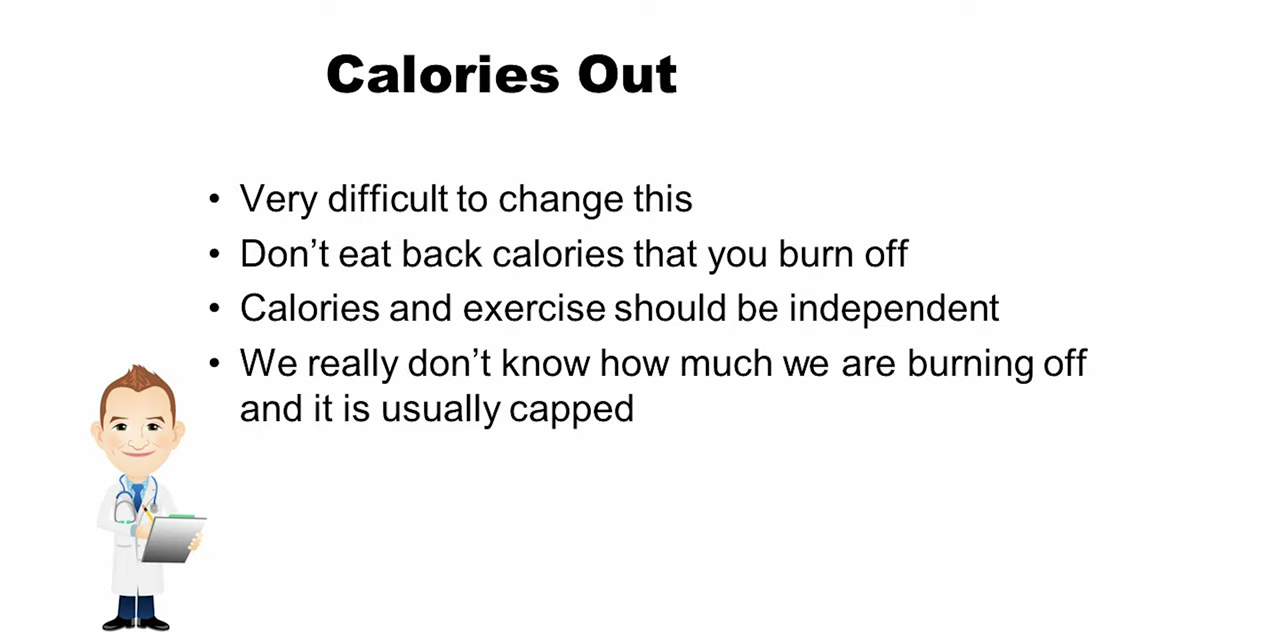 Calories Out
• Very difficult to change this
• Don’t eat back calories that you burn off
• Calories and exercise should be independent
• We really don’t know how much we are burning off
and it is usually capped